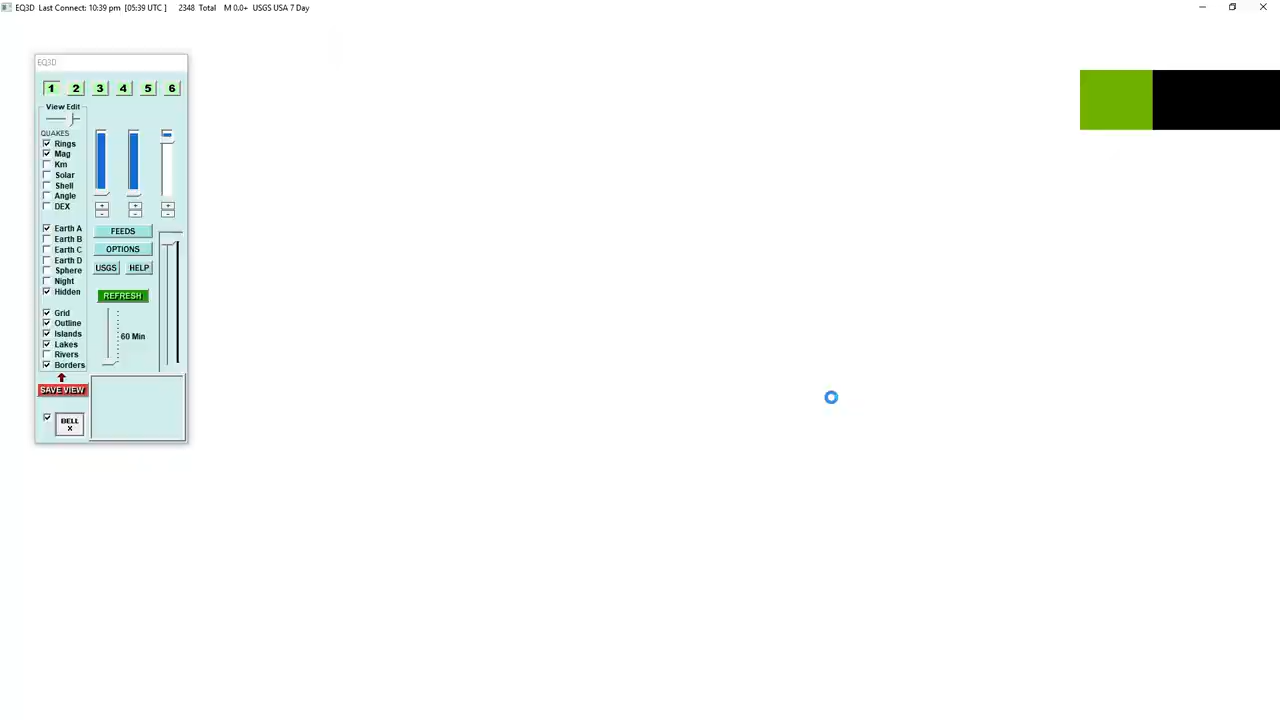 EQ3D Last Connect: 10:39 pm [05:39 UTC ] 2348 Total M 0.0+ USGS USA 7 Day
EQ3D
1 2 3 4 5 6
View Edit
QUAKES
Rings
Mag
Km
Solar
Shell
Angle
DEX
+ + +
- - -
Earth A
Earth B
Earth C
Earth D
Sphere
Night
Hidden
FEEDS
OPTIONS
USGS HELP
REFRESH
60 Min
Grid
Outline
Islands
Lakes
Rivers
Borders
SAVE VIEW
BELL
X